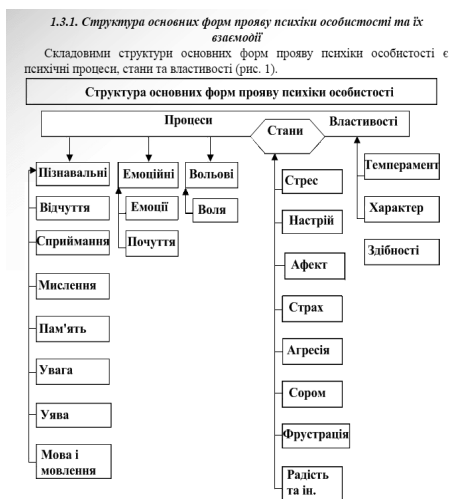 1.3.1. Структура основних форм прояву психіки особистості та їх
взаємодії
Складовими структури основних форм прояву психіки особистості є
психічні процеси, стани та властивості (рис. 1).
Структура основних форм прояву психіки особистості
Процеси
Стани
Властивості
Пізнавальні
Відчуття
Сприймання
Мислення
Пам'ять
Увага
Уява
Мова і
мовлення
Емоційні
Емоції
Почуття
Вольові
Воля
Стрес
Настрій
Афект
Страх
Агресія
Сором
Фрустрація
Радість
та ін.
Темперамент
Характер
Здібності